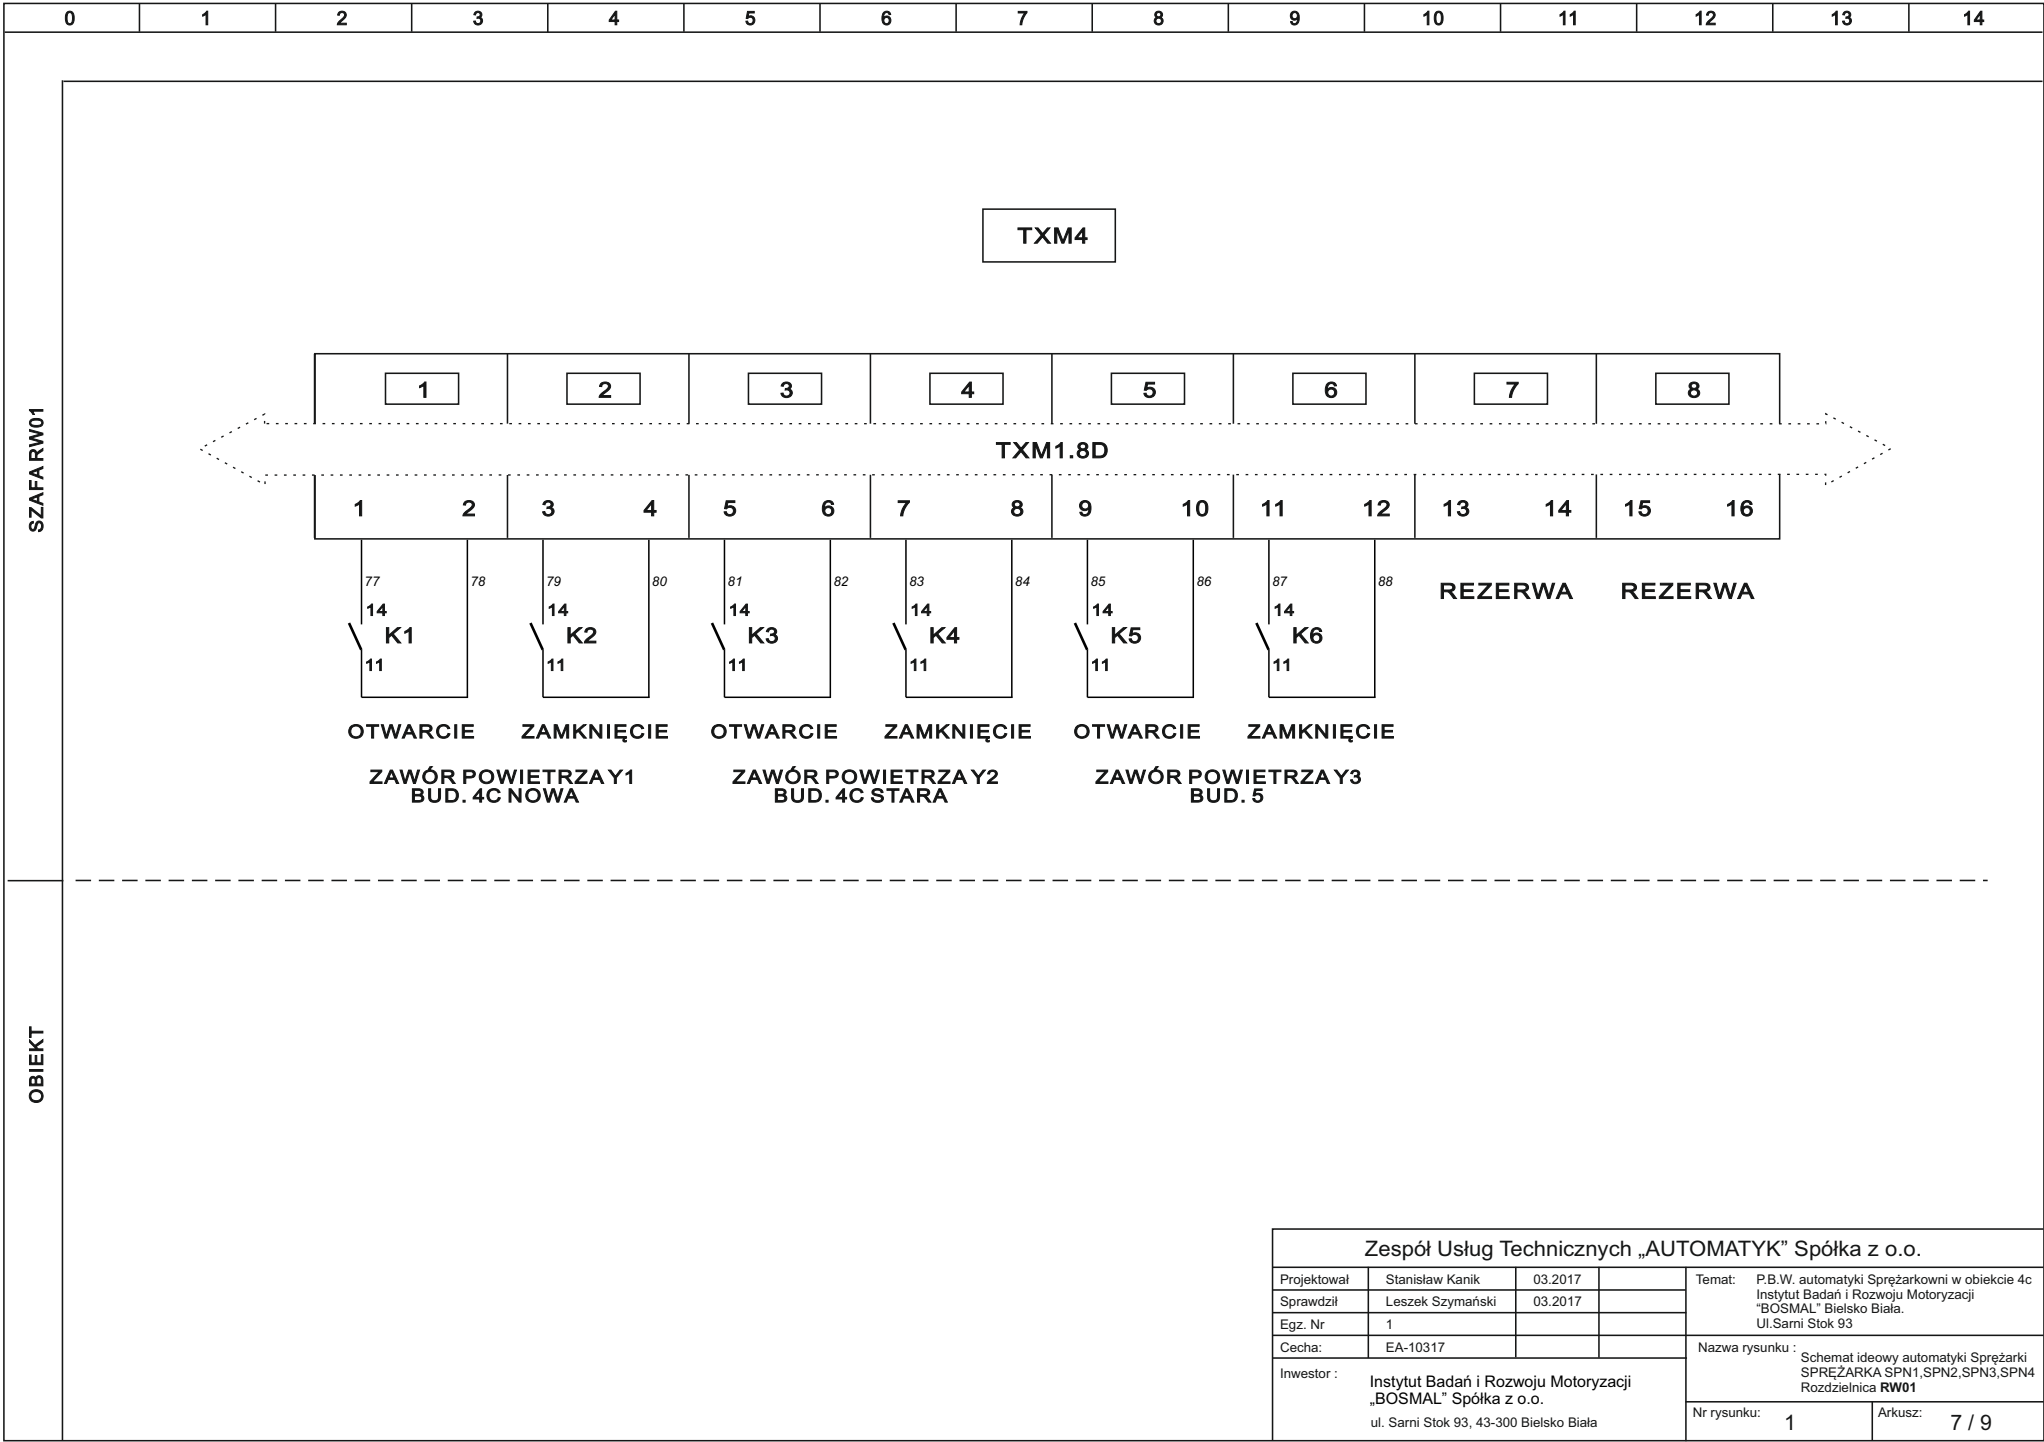 0 1 2 3 4 5 6 7 8 9 10 11 12 13 14
SZAFA RW01
TXM4
1 2 3 4 5 6 7 8
TXM1.8D
1 2 3 4 5 6 7 8 9 10 11 12 13 14 15 16
77 78 79 80 81 82 83 84 85 86 87 88
REZERWA REZERWA
14 14 14 14 14 14
K1 K2 K3 K4 K5 K6
11 11 11 11 11 11
OTWARCIE ZAMKNIĘCIE OTWARCIE ZAMKNIĘCIE OTWARCIE ZAMKNIĘCIE
ZAWÓR POWIETRZA Y1
BUD. 4C NOWA
ZAWÓR POWIETRZA Y2
BUD. 4C STARA
ZAWÓR POWIETRZA Y3
BUD. 5
OBIEKT
Zespół Usług Technicznych „AUTOMATYK” Spółka z o.o.
Projektował Stanisław Kanik 03.2017
Sprawdził Leszek Szymański 03.2017
Egz. Nr 1
Cecha: EA-10317
Temat: P.B.W. automatyki Sprężarkowni w obiekcie 4c
Instytut Badań i Rozwoju Motoryzacji
“BOSMAL” Bielsko Biała.
Ul.Sarni Stok 93
Inwestor :
Instytut Badań i Rozwoju Motoryzacji
„BOSMAL” Spółka z o.o.
ul. Sarni Stok 93, 43-300 Bielsko Biała
Nazwa rysunku :
Schemat ideowy automatyki Sprężarki
SPRĘŻARKA SPN1,SPN2,SPN3,SPN4
Rozdzielnica RW01
Nr rysunku: 1
Arkusz: 7 / 9